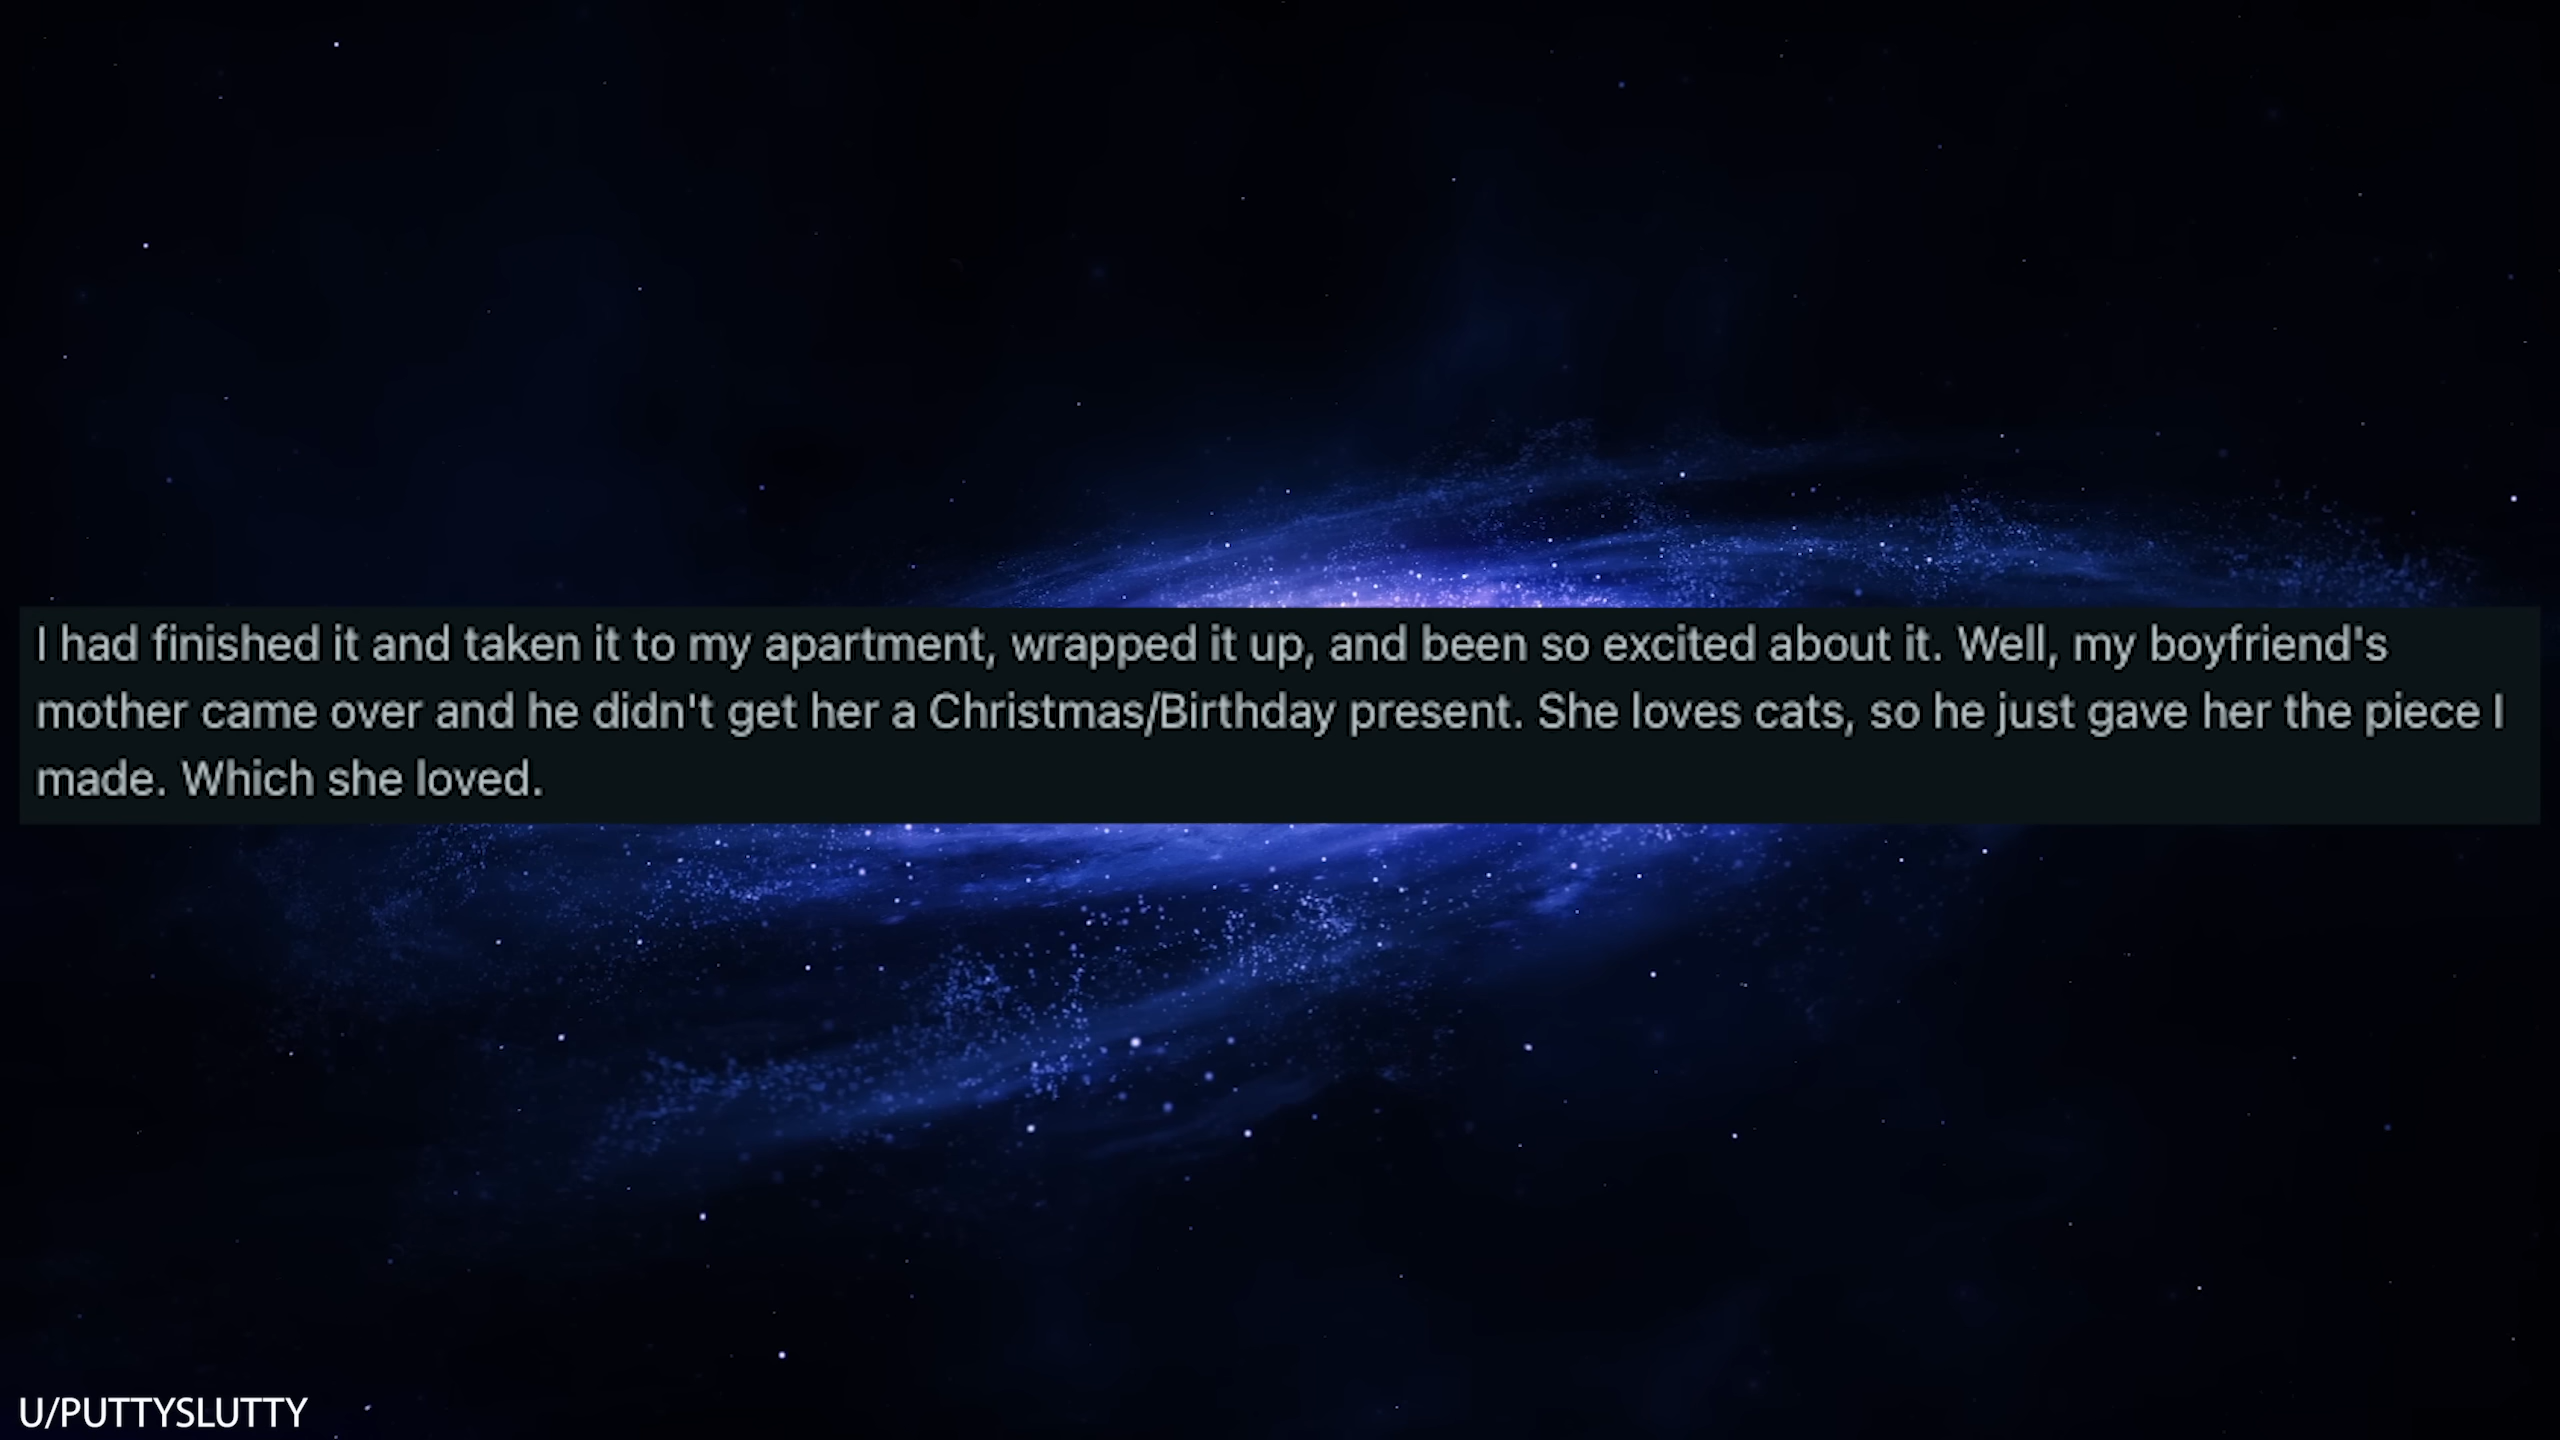 I had finished it and taken it to my apartment, wrapped it up, and been so excited about it. Well, my boyfriend's
mother came over and he didn't get her a Christmas/Birthday present. She loves cats, so he just gave her the piece I
made. Which she loved.
U/PUTTYSLUTTY